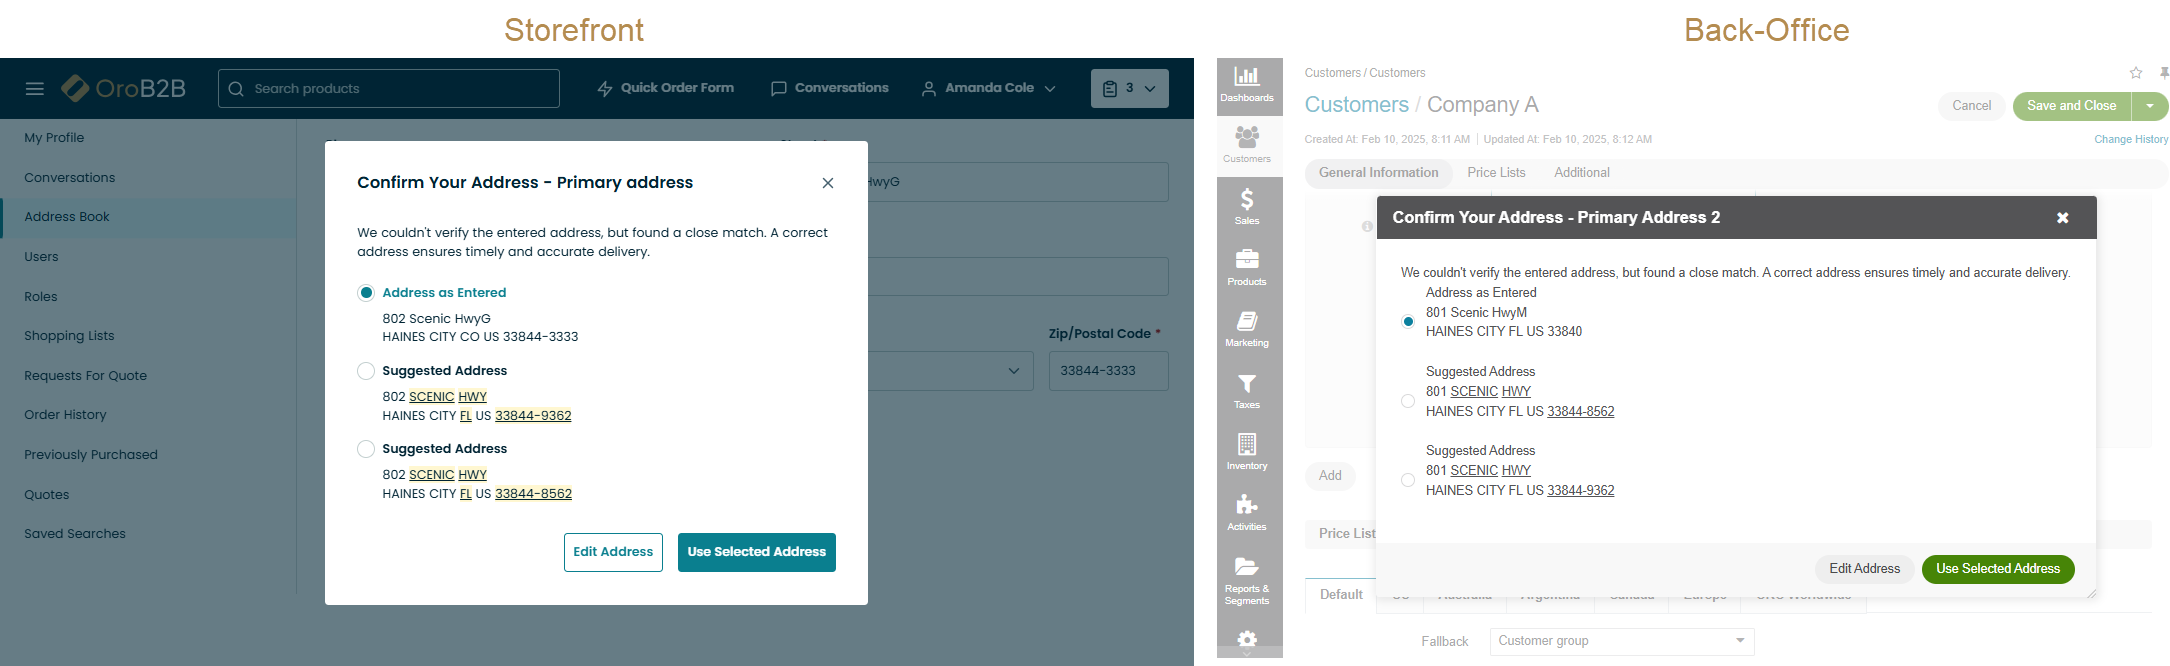 Storefront
OroB2B
Search products
Quick Order Form
Conversations
Amanda Cole
3
My Profile
Conversations
Address Book
Users
Roles
Shopping Lists
Requests For Quote
Order History
Previously Purchased
Quotes
Saved Searches
HwyG
Zip/Postal Code *
33844-3333
Confirm Your Address - Primary address
We couldn't verify the entered address, but found a close match. A correct
address ensures timely and accurate delivery.
Address as Entered
802 Scenic HwyG
HAINES CITY CO US 33844-3333
Suggested Address
802 SCENIC HWY
HAINES CITY FL US 33844-9362
Suggested Address
802 SCENIC HWY
HAINES CITY FL US 33844-8562
Edit Address
Use Selected Address
Back-Office
Dashboards
Customers
Sales
Products
Marketing
Taxes
Inventory
Activities
Reports &
Segments
Customers / Customers
Customers / Company A
Cancel
Save and Close
Created At: Feb 10, 2025, 8:11 AM | Updated At: Feb 10, 2025, 8:12 AM
Change History
General Information
Price Lists
Additional
Confirm Your Address - Primary Address 2
We couldn't verify the entered address, but found a close match. A correct address ensures timely and accurate delivery.
Address as Entered
801 Scenic HwyM
HAINES CITY FL US 33840
Suggested Address
801 SCENIC HWY
HAINES CITY FL US 33844-8562
Suggested Address
801 SCENIC HWY
HAINES CITY FL US 33844-9362
Edit Address
Use Selected Address
Add
Price List
Default
Fallback
Customer group